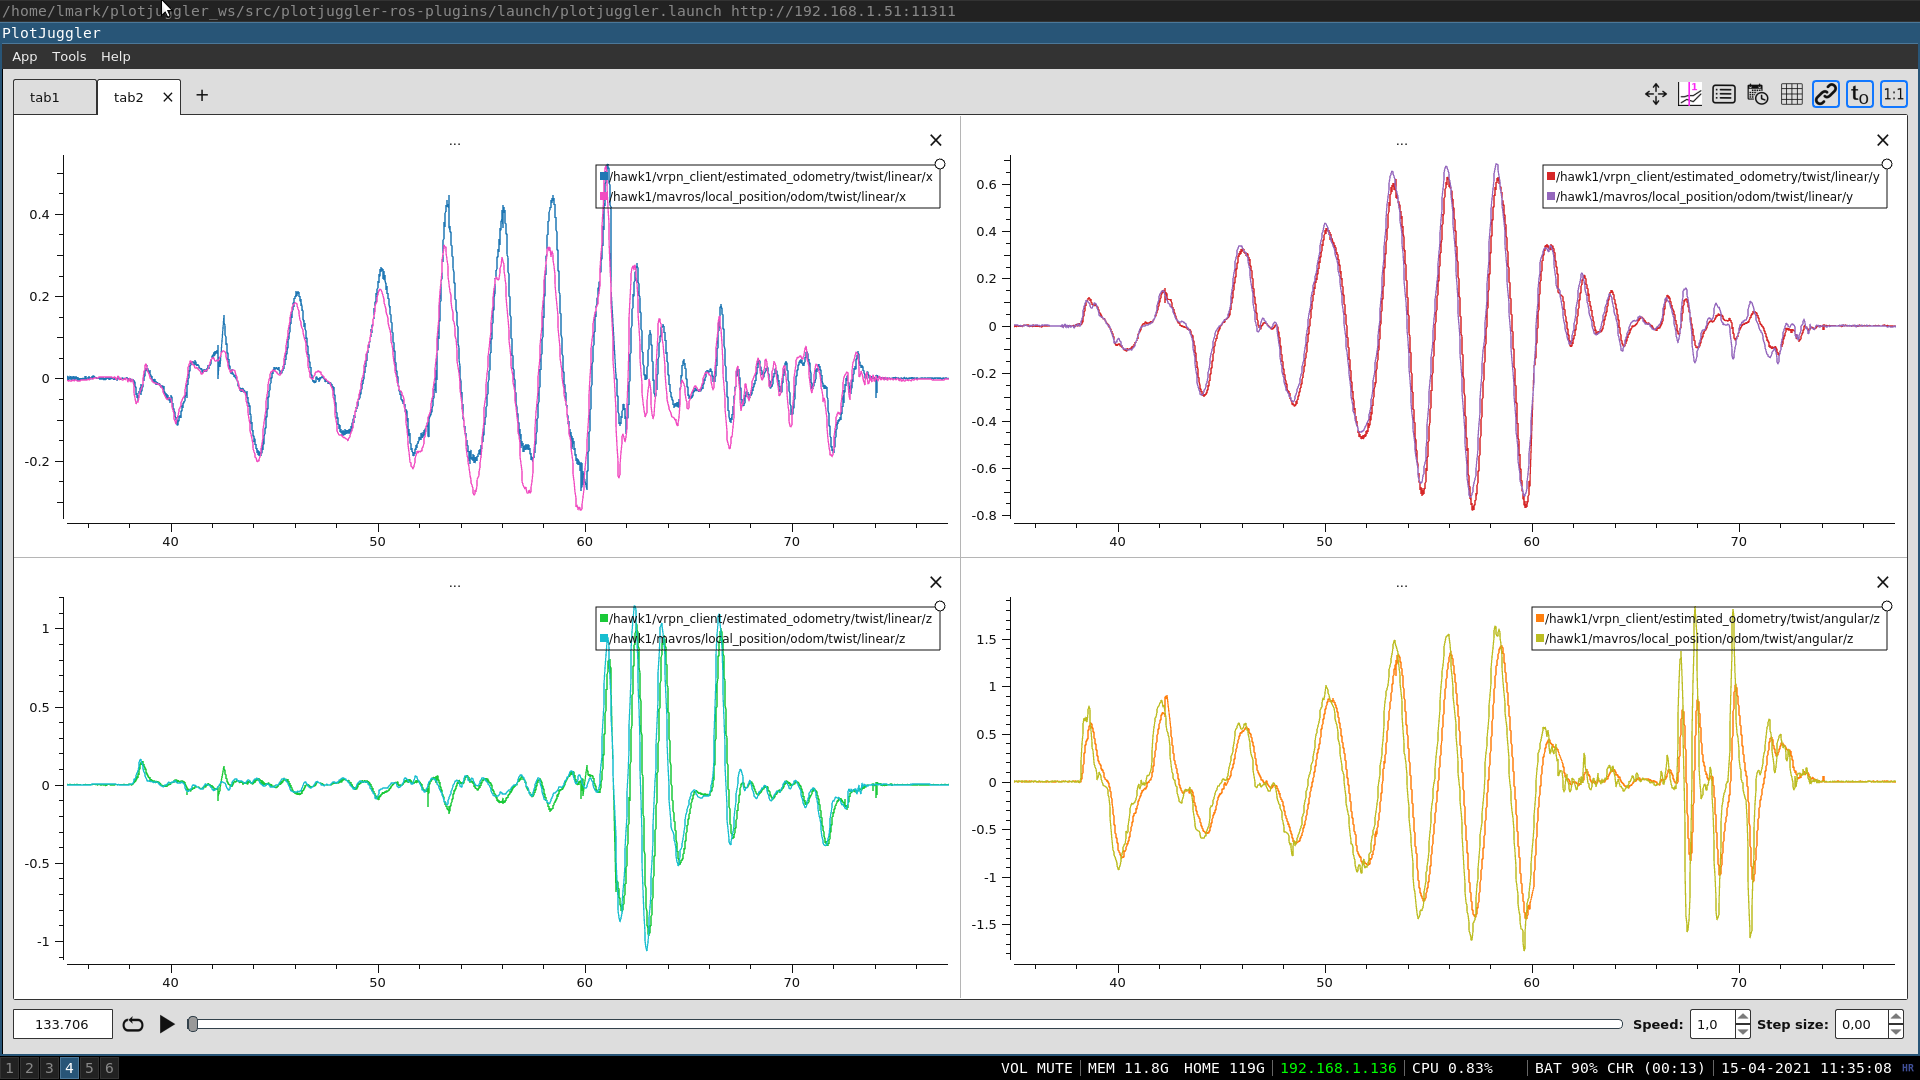 /home/lmark/plotjuggler_ws/src/plotjuggler-ros-plugins/launch/plotjuggler.launch http://192.168.1.51:11311
PlotJuggler
App Tools Help
tab1 tab2 +
1
t0 1:1
...
/hawk1/vrpn_client/estimated_odometry/twist/linear/x
/hawk1/mavros/local_position/odom/twist/linear/x
0.4
0.2
0
-0.2
40 50 60 70
...
/hawk1/vrpn_client/estimated_odometry/twist/linear/y
/hawk1/mavros/local_position/odom/twist/linear/y
0.6
0.4
0.2
0
-0.2
-0.4
-0.6
-0.8
40 50 60 70
...
/hawk1/vrpn_client/estimated_odometry/twist/linear/z
/hawk1/mavros/local_position/odom/twist/linear/z
1
0.5
0
-0.5
-1
40 50 60 70
...
/hawk1/vrpn_client/estimated_odometry/twist/angular/z
/hawk1/mavros/local_position/odom/twist/angular/z
1.5
1
0.5
0
-0.5
-1
-1.5
40 50 60 70
133.706 Speed: 1,0 Step size: 0,00
1 2 3 4 5 6 VOL MUTE MEM 11.8G HOME 119G 192.168.1.136 CPU 0.83% BAT 90% CHR (00:13) 15-04-2021 11:35:08 HR